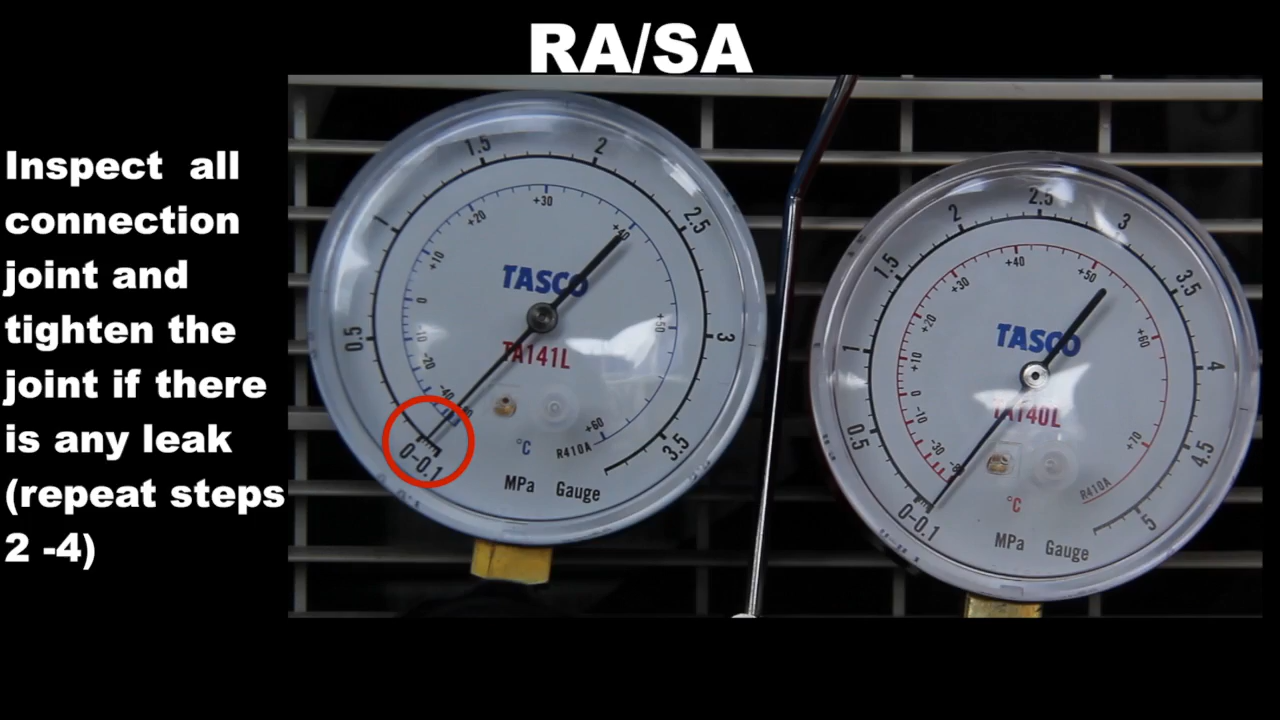 RA/SA
Inspect all
connection
joint and
tighten the
joint if there
is any leak
(repeat steps
2 -4)
0-0.1
0.5
1
1.5
2
2.5
3
3.5
-40
-20
-10
0
+10
+20
+30
+40
+50
+60
TASCO
TA141L
°C
R410A
MPa Gauge
0-0.1
0.5
1
1.5
2
2.5
3
3.5
4
4.5
5
-30
-10
0
+10
+20
+30
+40
+50
+60
+70
TASCO
TA140L
°C
R410A
MPa Gauge